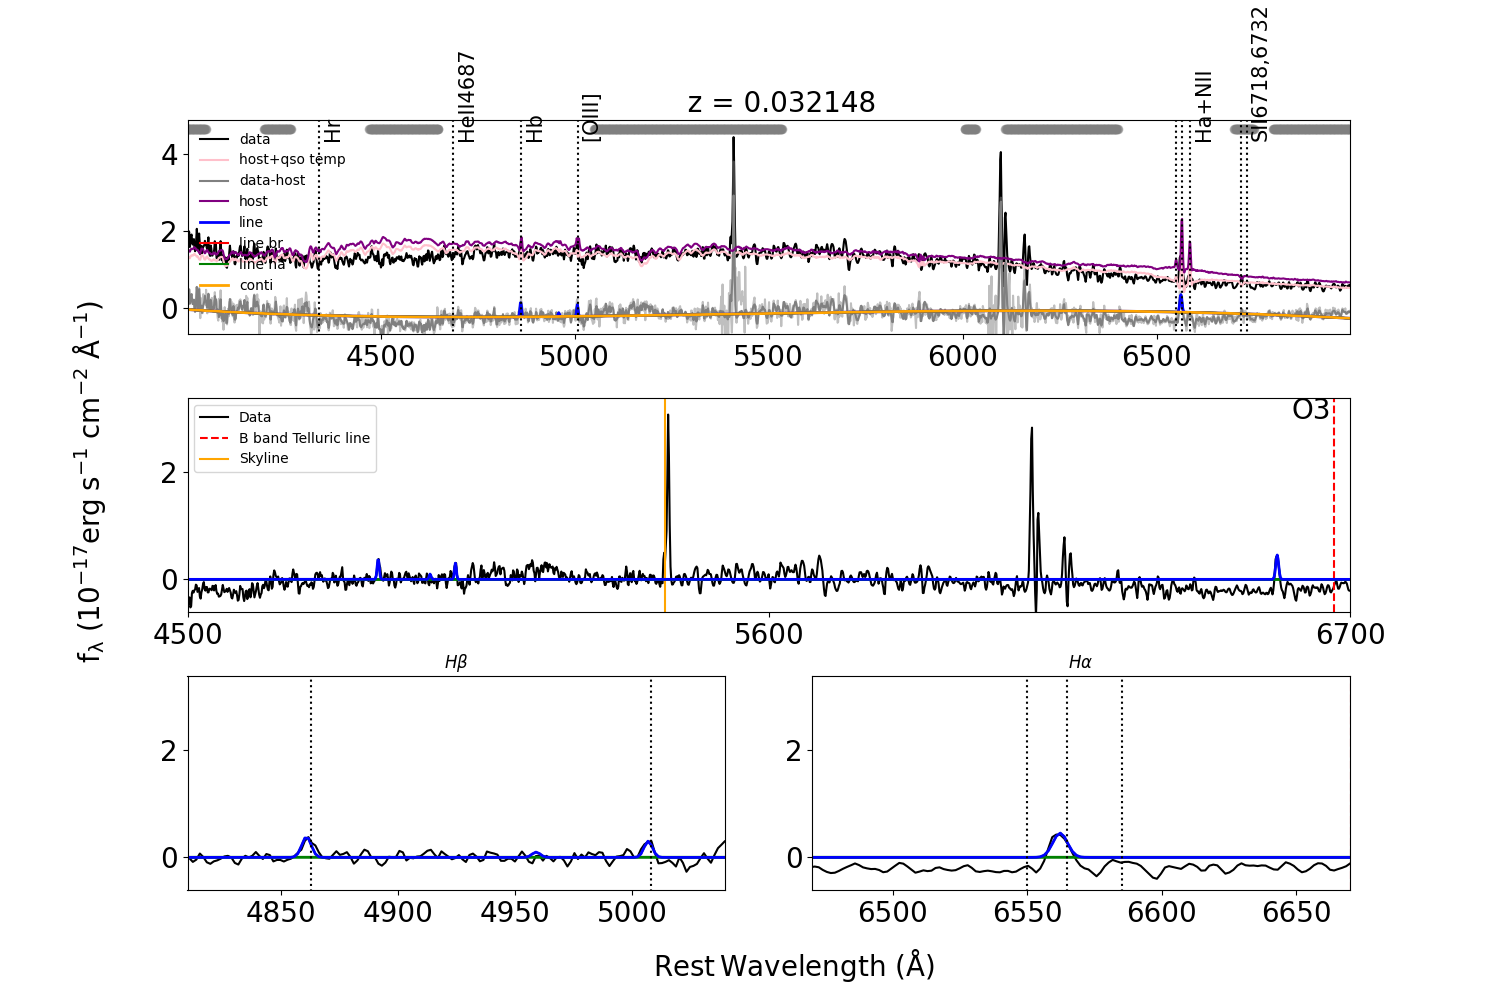 z = 0.032148
Hr
HeII4687
Hb
[OIII]
Ha+NII
SII6718,6732
data
host+qso temp
data-host
host
line
line br
line na
conti
4
2
0
4500
5000
5500
6000
6500
Data
B band Telluric line
Skyline
O3
2
0
4500
5600
6700
fλ (10⁻¹⁷erg s⁻¹ cm⁻² Å⁻¹)
Hβ
2
0
4850
4900
4950
5000
Hα
2
0
6500
6550
6600
6650
Rest Wavelength (Å)